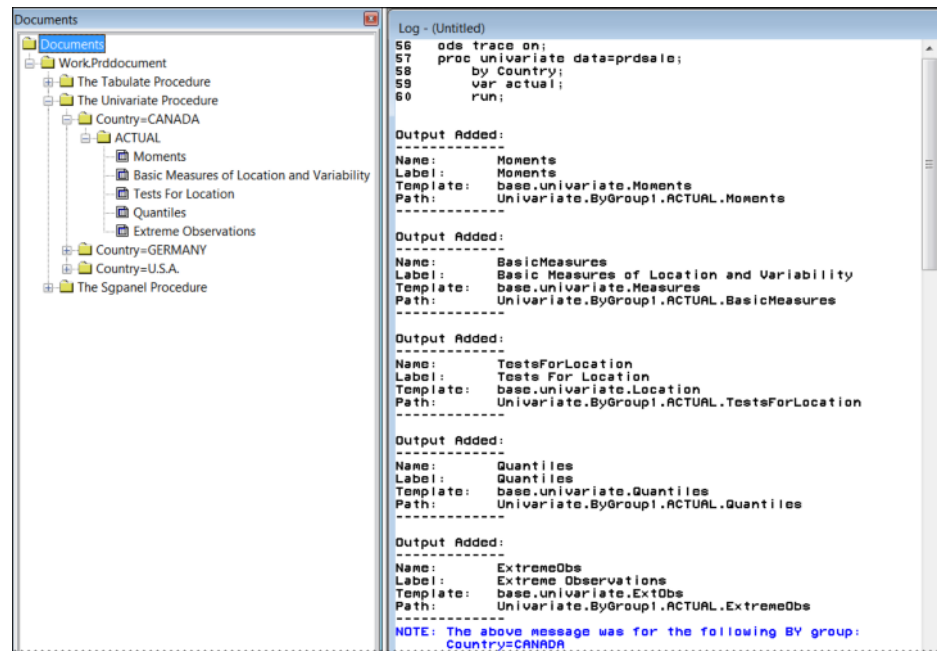 Documents
Documents
Work.Prddocument
The Tabulate Procedure
The Univariate Procedure
Country=CANADA
ACTUAL
Moments
Basic Measures of Location and Variability
Tests For Location
Quantiles
Extreme Observations
Country=GERMANY
Country=U.S.A.
The Sgpanel Procedure
Log - (Untitled)
56 ods trace on;
57 proc univariate data=prdsale;
58 by Country;
59 var actual;
60 run;
Output Added:
-------------
Name: Moments
Label: Moments
Template: base.univariate.Moments
Path: Univariate.ByGroup1.ACTUAL.Moments
-------------
Output Added:
-------------
Name: BasicMeasures
Label: Basic Measures of Location and Variability
Template: base.univariate.Measures
Path: Univariate.ByGroup1.ACTUAL.BasicMeasures
-------------
Output Added:
-------------
Name: TestsForLocation
Label: Tests For Location
Template: base.univariate.Location
Path: Univariate.ByGroup1.ACTUAL.TestsForLocation
-------------
Output Added:
-------------
Name: Quantiles
Label: Quantiles
Template: base.univariate.Quantiles
Path: Univariate.ByGroup1.ACTUAL.Quantiles
-------------
Output Added:
-------------
Name: ExtremeObs
Label: Extreme Observations
Template: base.univariate.ExtObs
Path: Univariate.ByGroup1.ACTUAL.ExtremeObs
-------------
NOTE: The above message was for the following BY group:
Country=CANADA